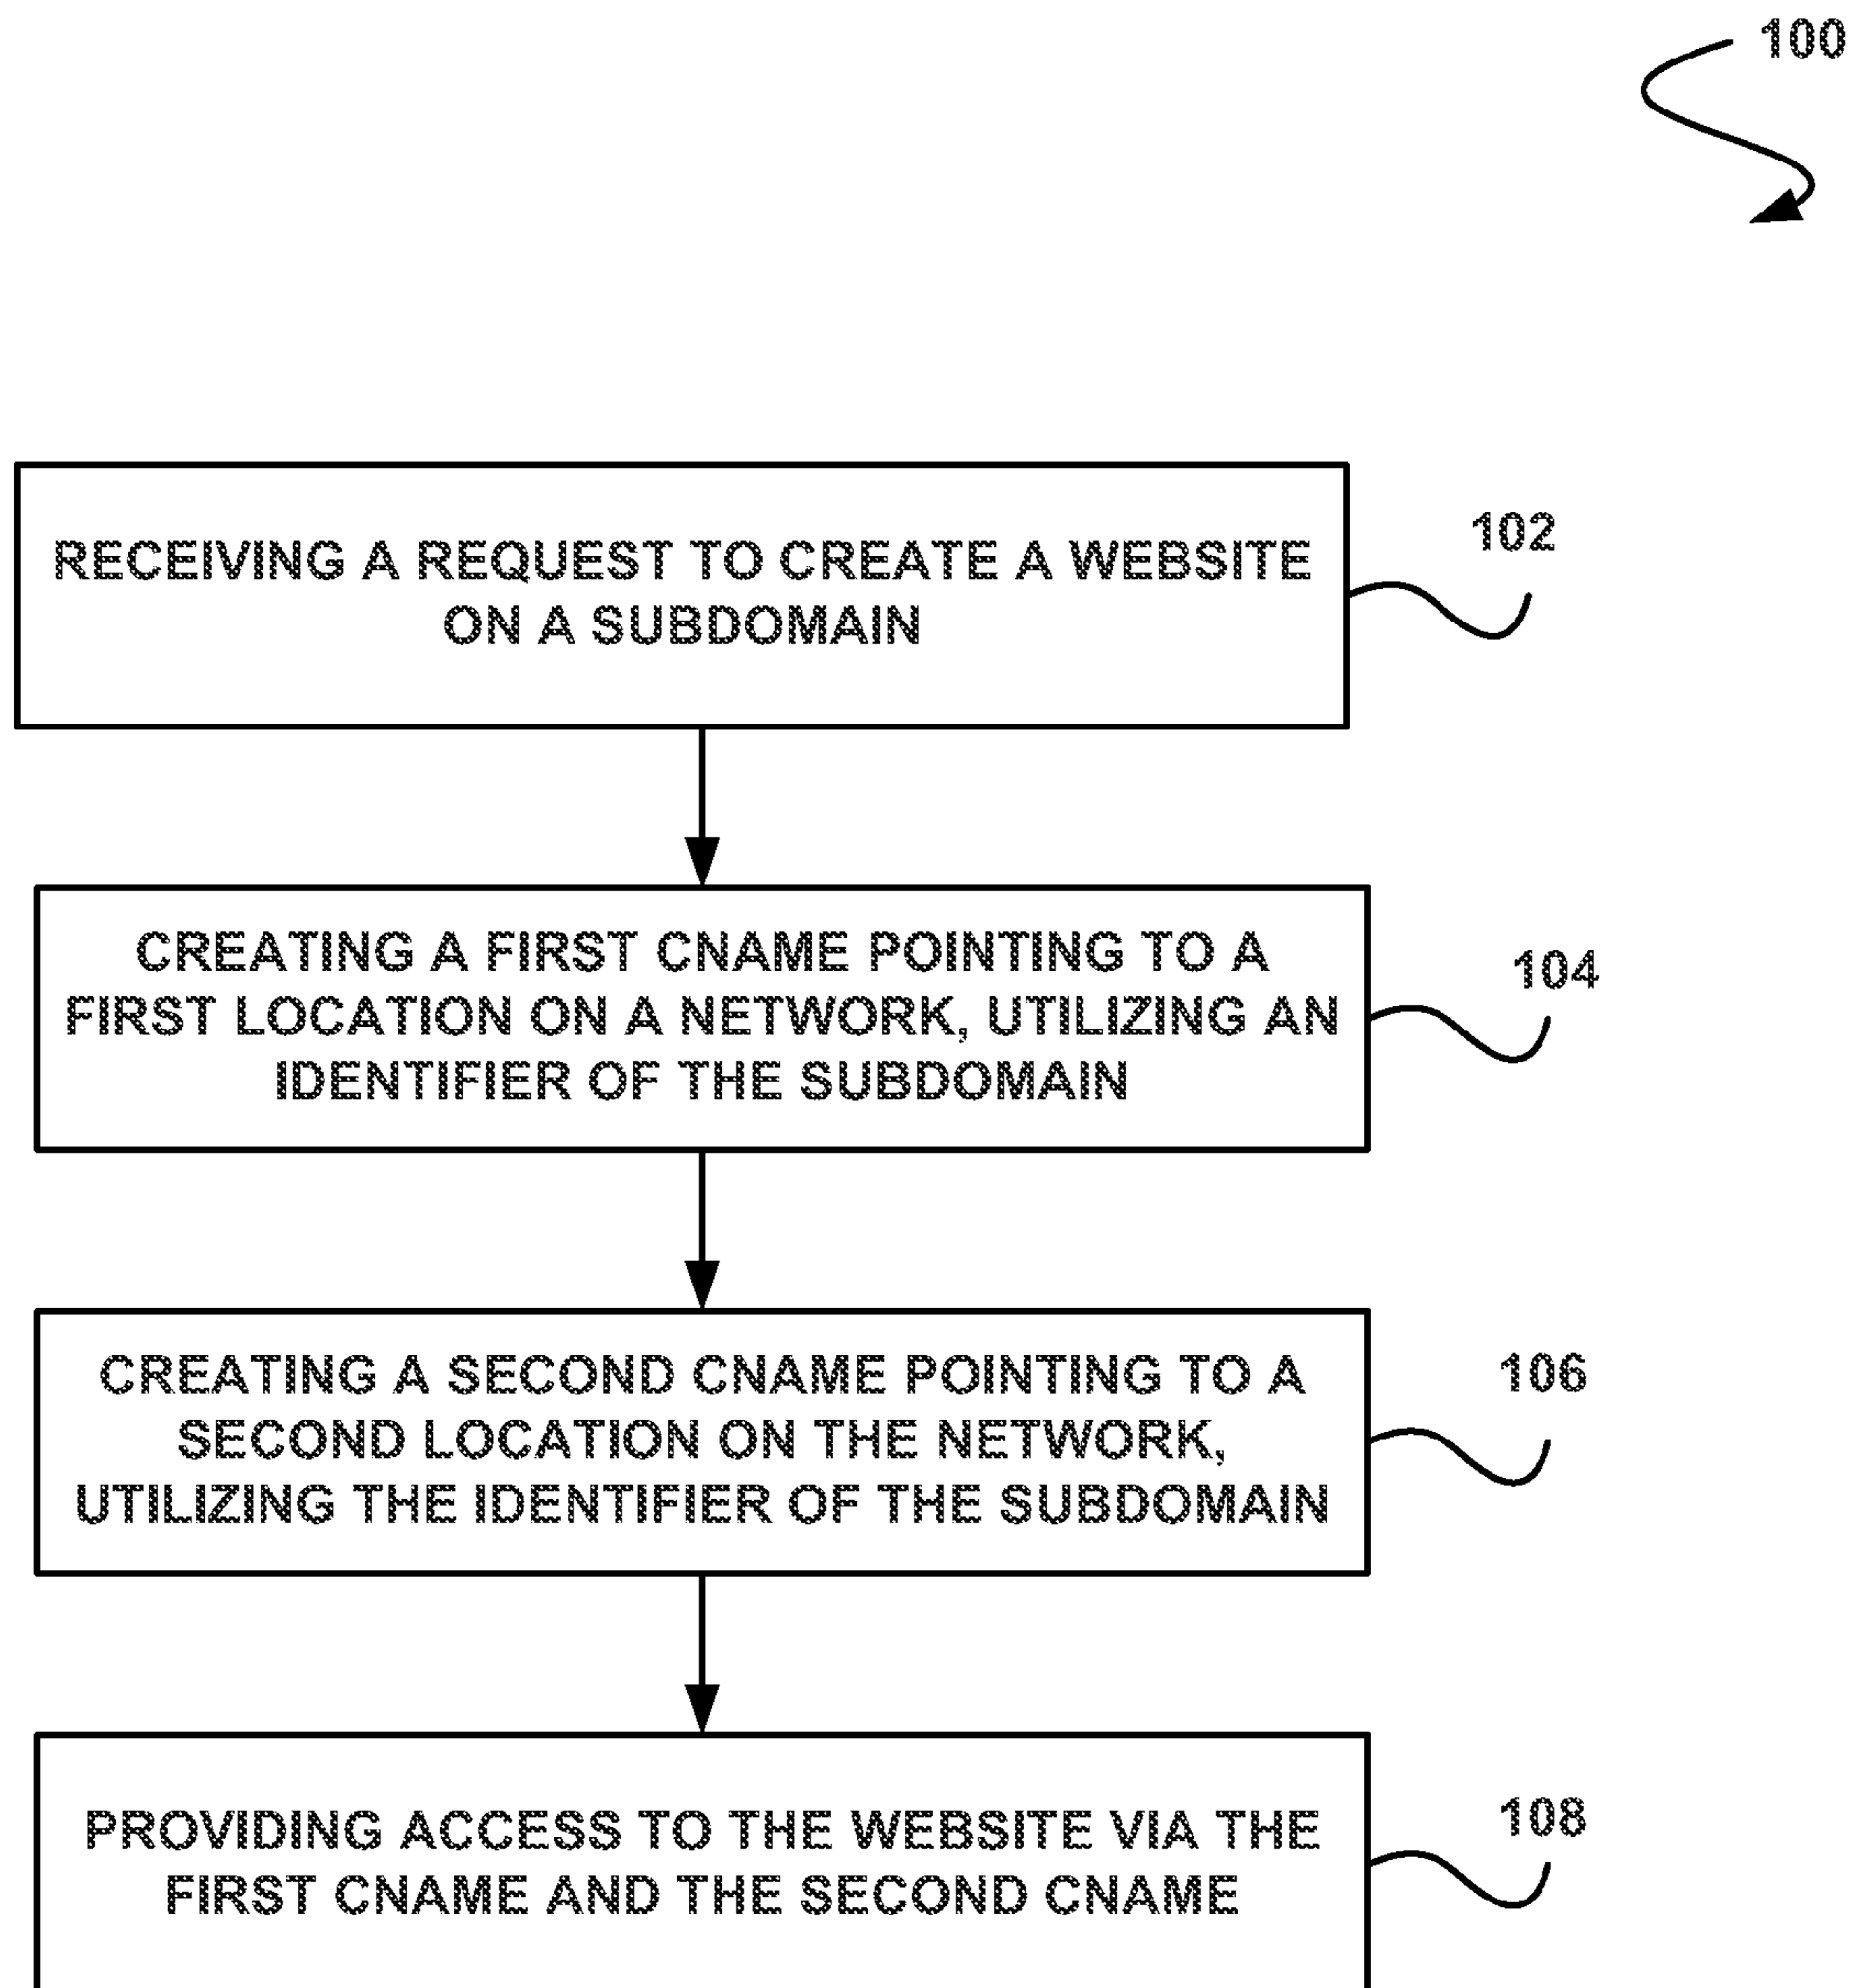 100
RECEIVING A REQUEST TO CREATE A WEBSITE
ON A SUBDOMAIN
102
CREATING A FIRST CNAME POINTING TO A
FIRST LOCATION ON A NETWORK, UTILIZING AN
IDENTIFIER OF THE SUBDOMAIN
104
CREATING A SECOND CNAME POINTING TO A
SECOND LOCATION ON THE NETWORK,
UTILIZING THE IDENTIFIER OF THE SUBDOMAIN
106
PROVIDING ACCESS TO THE WEBSITE VIA THE
FIRST CNAME AND THE SECOND CNAME
108